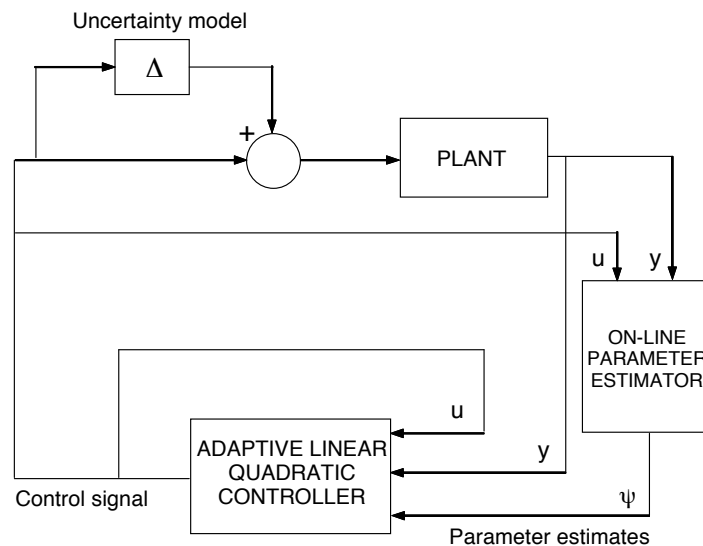 Uncertainty model
Δ
+
PLANT
u
y
ON-LINE
PARAMETER
ESTIMATOR
u
ADAPTIVE LINEAR
QUADRATIC
CONTROLLER
y
Control signal
ψ
Parameter estimates